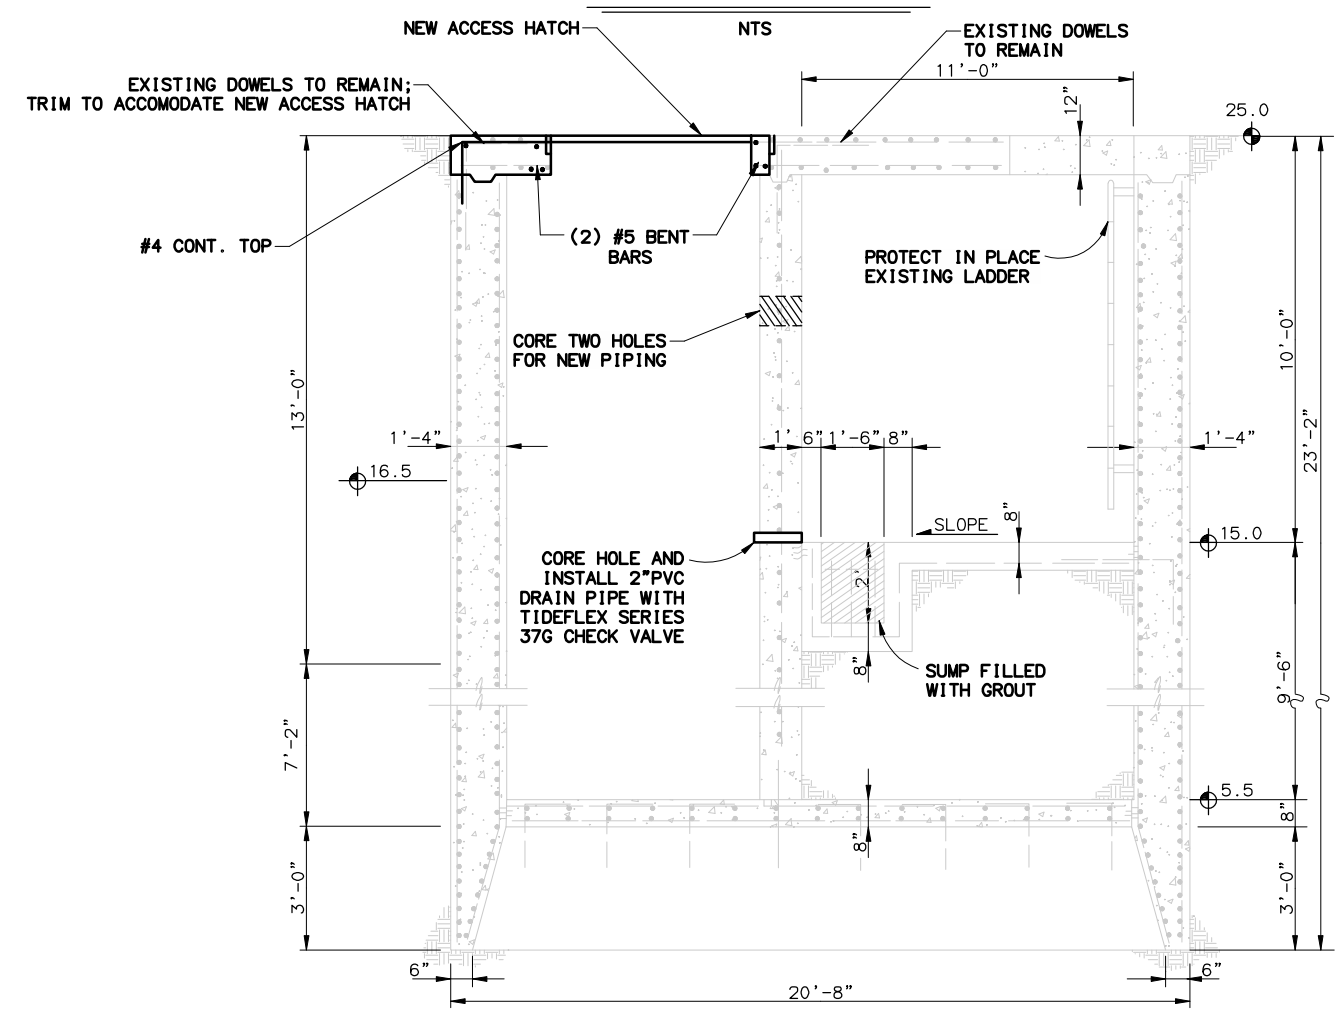 NEW ACCESS HATCH
NTS
EXISTING DOWELS
TO REMAIN
11'-0"
EXISTING DOWELS TO REMAIN;
TRIM TO ACCOMODATE NEW ACCESS HATCH
12"
25.0
#4 CONT. TOP
(2) #5 BENT
BARS
PROTECT IN PLACE
EXISTING LADDER
CORE TWO HOLES
FOR NEW PIPING
10'-0"
13'-0"
1'-4"
1'
6"
1'-6"
8"
1'-4"
23'-2"
16.5
SLOPE
8"
15.0
CORE HOLE AND
INSTALL 2"PVC
DRAIN PIPE WITH
TIDEFLEX SERIES
37G CHECK VALVE
2'
8"
SUMP FILLED
WITH GROUT
9'-6"
7'-2"
5.5
8"
8"
3'-0"
3'-0"
6"
6"
20'-8"